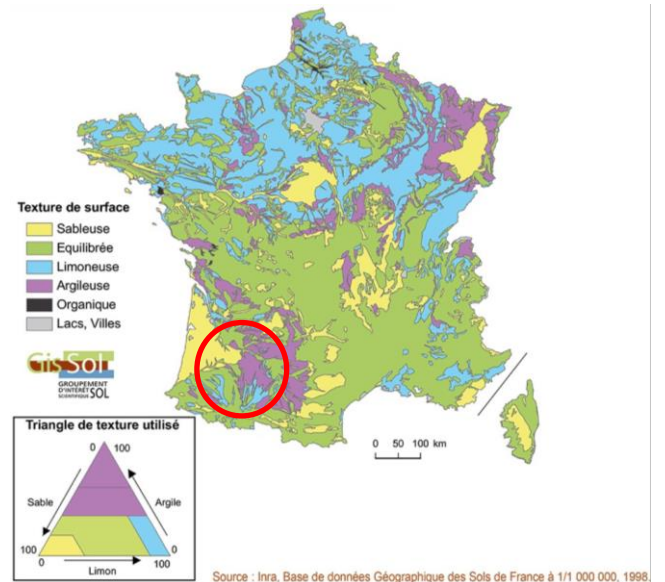 Texture de surface
Sableuse
Equilibrée
Limoneuse
Argileuse
Organique
Lacs, Villes
Gis Sol
GROUPEMENT
D'INTÉRÊT
SCIENTIFIQUE SOL
0 50 100 km
Triangle de texture utilisé
0 100
Sable
Argile
100 0
0 100
Limon
Source : Inra, Base de données Géographique des Sols de France à 1/1 000 000, 1998